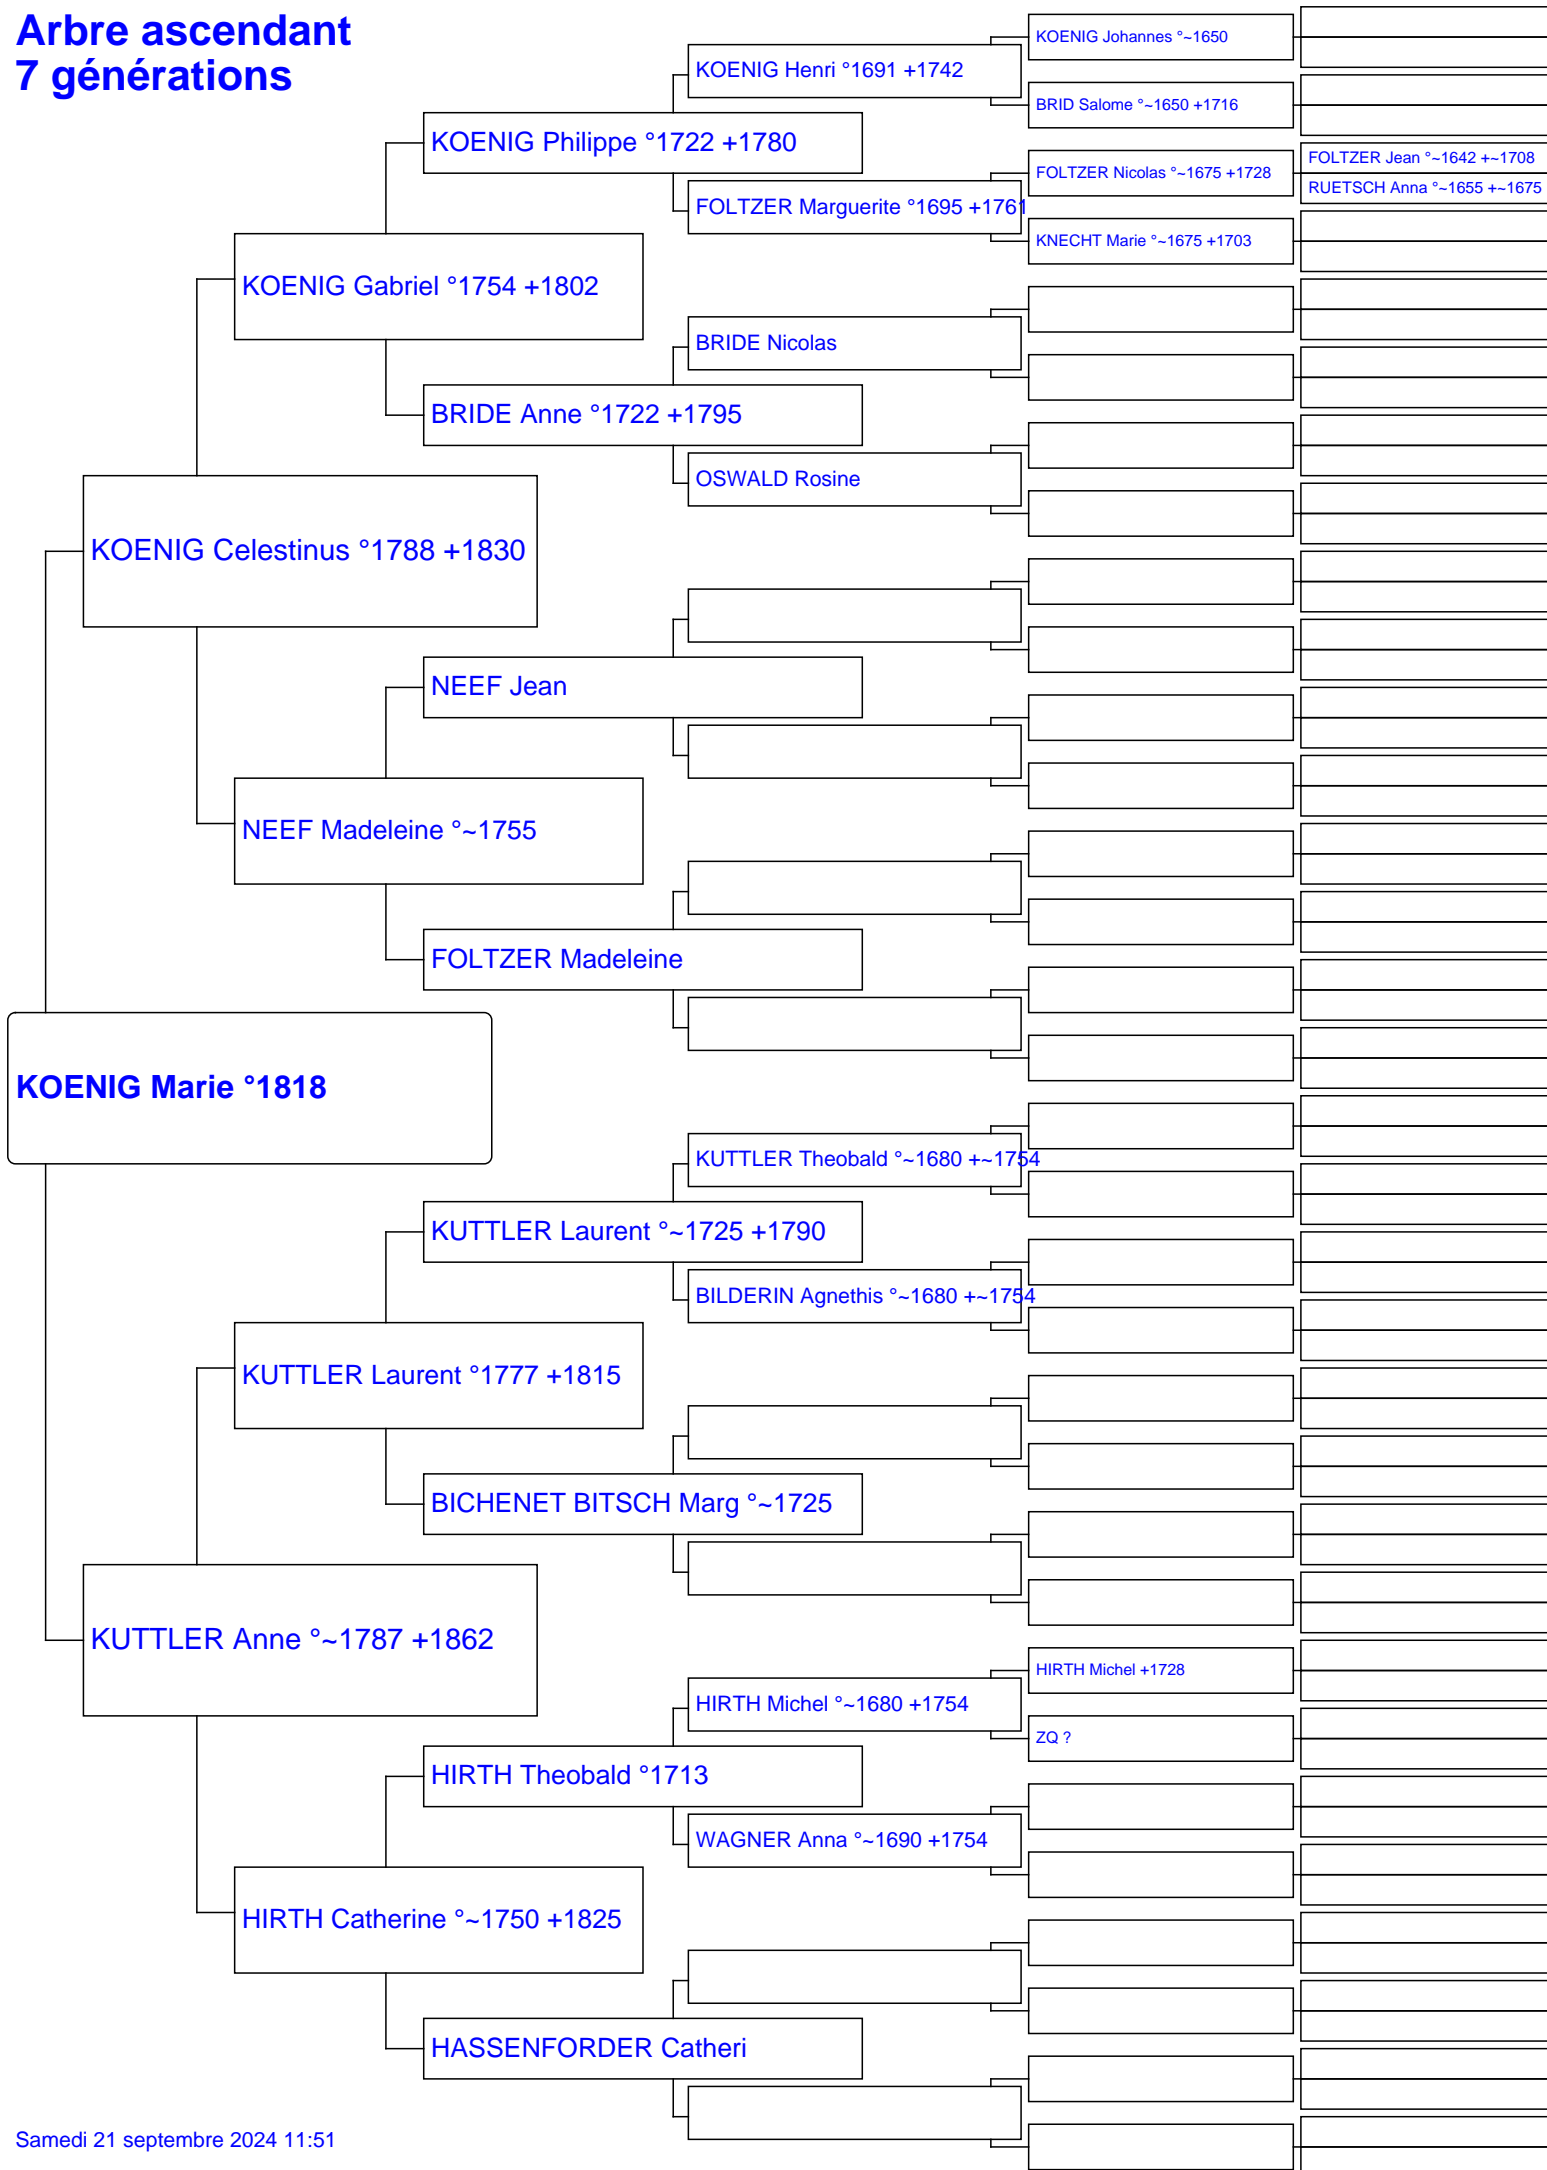 Arbre ascendant
7 générations
KOENIG Johannes °~1650
KOENIG Henri °1691 +1742
BRID Salome °~1650 +1716
KOENIG Philippe °1722 +1780
FOLTZER Jean °~1642 +~1708
FOLTZER Nicolas °~1675 +1728
RUETSCH Anna °~1655 +~1675
FOLTZER Marguerite °1695 +1761
KNECHT Marie °~1675 +1703
KOENIG Gabriel °1754 +1802
BRIDE Nicolas
BRIDE Anne °1722 +1795
OSWALD Rosine
KOENIG Celestinus °1788 +1830
NEEF Jean
NEEF Madeleine °~1755
FOLTZER Madeleine
KOENIG Marie °1818
KUTTLER Theobald °~1680 +~1754
KUTTLER Laurent °~1725 +1790
BILDERIN Agnethis °~1680 +~1754
KUTTLER Laurent °1777 +1815
BICHENET BITSCH Marg °~1725
KUTTLER Anne °~1787 +1862
HIRTH Michel +1728
HIRTH Michel °~1680 +1754
ZQ ?
HIRTH Theobald °1713
WAGNER Anna °~1690 +1754
HIRTH Catherine °~1750 +1825
HASSENFORDER Catheri
Samedi 21 septembre 2024 11:51